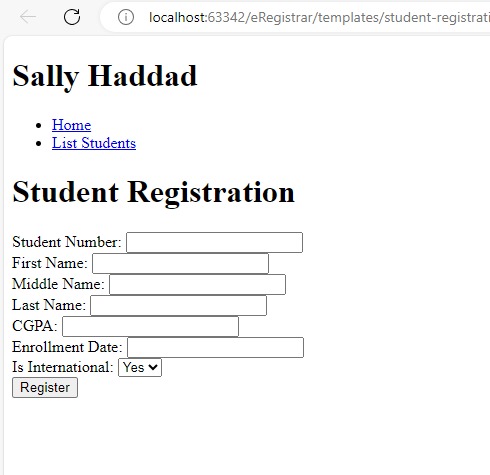 localhost:63342/eRegistrar/templates/student-registrati
Sally Haddad
Home
List Students
Student Registration
Student Number:
First Name:
Middle Name:
Last Name:
CGPA:
Enrollment Date:
Is International: Yes
Register